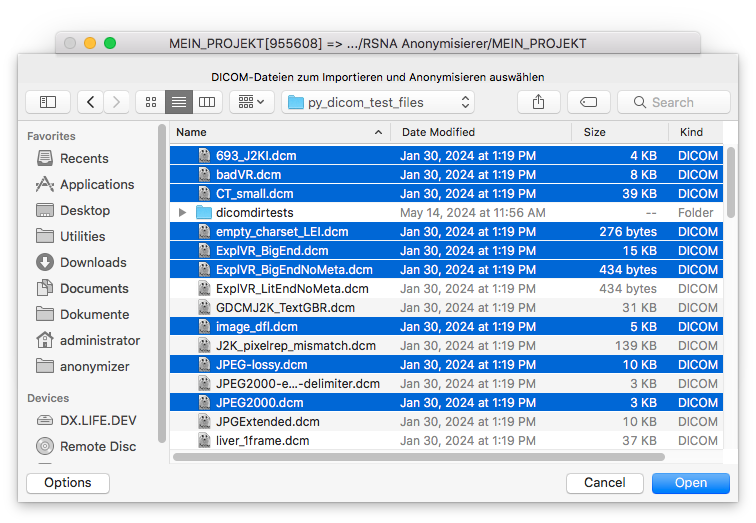 MEIN_PROJEKT[955608] => .../RSNA Anonymisierer/MEIN_PROJEKT
DICOM-Dateien zum Importieren und Anonymisieren auswählen
py_dicom_test_files
Search
Favorites
Recents
Applications
Desktop
Utilities
Downloads
Documents
Dokumente
administrator
anonymizer
Devices
DX.LIFE.DEV
Remote Disc
Name Date Modified Size Kind
693_J2KI.dcm Jan 30, 2024 at 1:19 PM 4 KB DICOM
badVR.dcm Jan 30, 2024 at 1:19 PM 8 KB DICOM
CT_small.dcm Jan 30, 2024 at 1:19 PM 39 KB DICOM
dicomdirtests May 14, 2024 at 11:56 AM -- Folder
empty_charset_LEI.dcm Jan 30, 2024 at 1:19 PM 276 bytes DICOM
ExplVR_BigEnd.dcm Jan 30, 2024 at 1:19 PM 15 KB DICOM
ExplVR_BigEndNoMeta.dcm Jan 30, 2024 at 1:19 PM 434 bytes DICOM
ExplVR_LitEndNoMeta.dcm Jan 30, 2024 at 1:19 PM 434 bytes DICOM
GDCMJ2K_TextGBR.dcm Jan 30, 2024 at 1:19 PM 31 KB DICOM
image_dfl.dcm Jan 30, 2024 at 1:19 PM 5 KB DICOM
J2K_pixelrep_mismatch.dcm Jan 30, 2024 at 1:19 PM 139 KB DICOM
JPEG-lossy.dcm Jan 30, 2024 at 1:19 PM 10 KB DICOM
JPEG2000-e...-delimiter.dcm Jan 30, 2024 at 1:19 PM 3 KB DICOM
JPEG2000.dcm Jan 30, 2024 at 1:19 PM 3 KB DICOM
JPGExtended.dcm Jan 30, 2024 at 1:19 PM 10 KB DICOM
liver_1frame.dcm Jan 30, 2024 at 1:19 PM 37 KB DICOM
Options
Cancel
Open